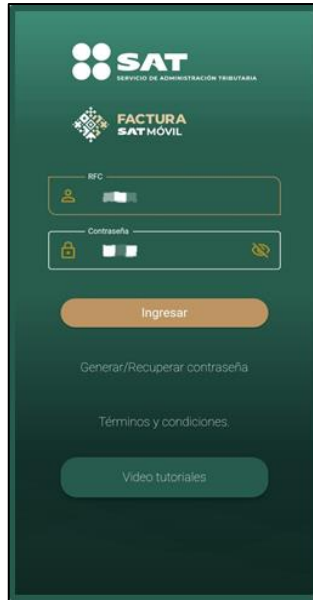 SAT
SERVICIO DE ADMINISTRACIÓN TRIBUTARIA
FACTURA
SAT MÓVIL
RFC
Contraseña
Ingresar
Generar/Recuperar contraseña
Términos y condiciones.
Video tutoriales